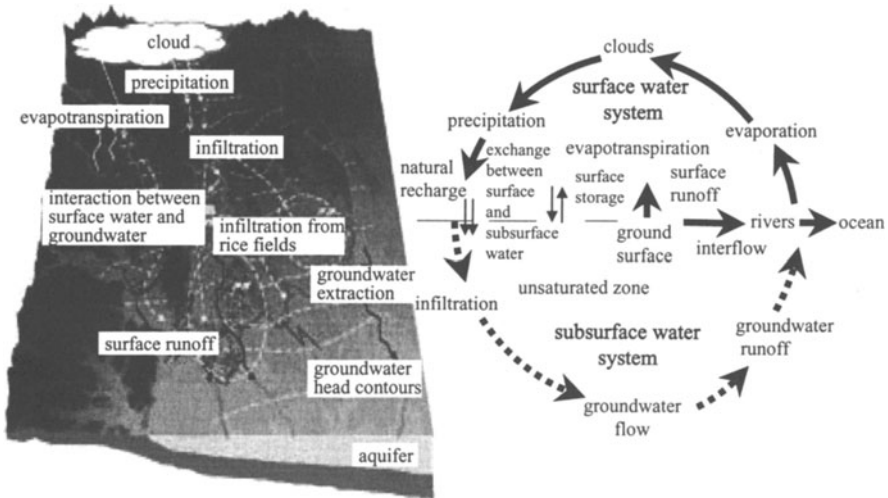 cloud
precipitation
evapotranspiration
infiltration
interaction between
surface water and
groundwater
infiltration from
rice fields
groundwater
extraction
surface runoff
groundwater
head contours
aquifer
clouds
surface water
system
precipitation
evaporation
natural
recharge
exchange
between
surface
and
subsurface
water
evapotranspiration
surface
storage
surface
runoff
ground
surface
interflow
rivers
ocean
infiltration
unsaturated zone
subsurface water
system
groundwater
runoff
groundwater
flow